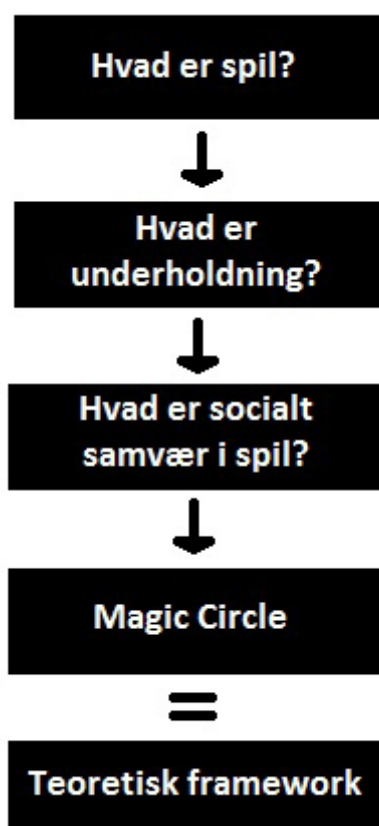 Hvad er spil?
Hvad er
underholdning?
Hvad er socialt
samvær i spil?
Magic Circle
=
Teoretisk framework